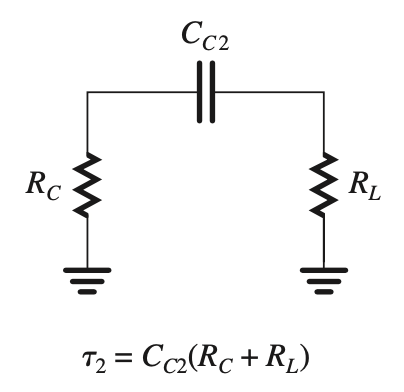 C_{C2}
R_C
R_L
τ_2 = C_{C2}(R_C + R_L)